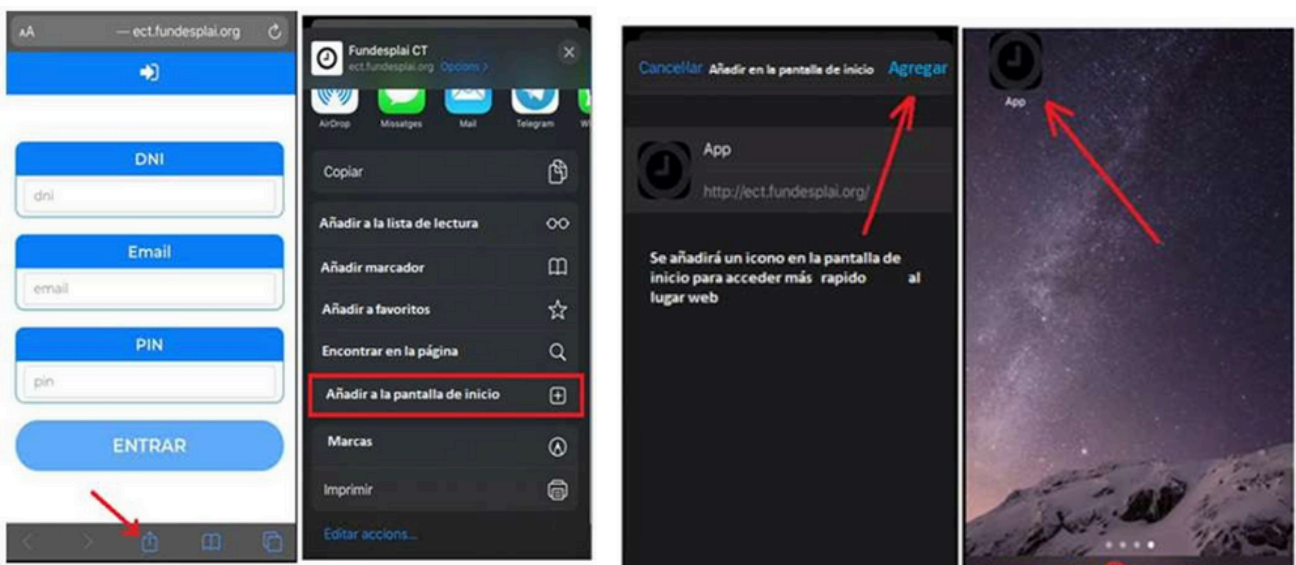 AA
ect.fundesplai.org
DNI
dni
Email
email
PIN
pin
ENTRAR
Fundesplai CT
ect.fundesplai.org Opcions >
AirDrop Missatges Mail Telegram
Copiar
Añadir a la lista de lectura
Añadir marcador
Añadir a favoritos
Encontrar en la página
Añadir a la pantalla de inicio
Marcas
Imprimir
Editar accions...
Cancel·lar Añadir en la pantalla de inicio Agregar
App
http://ect.fundesplai.org/
Se añadirá un icono en la pantalla de
inicio para acceder más rapido al
lugar web
App